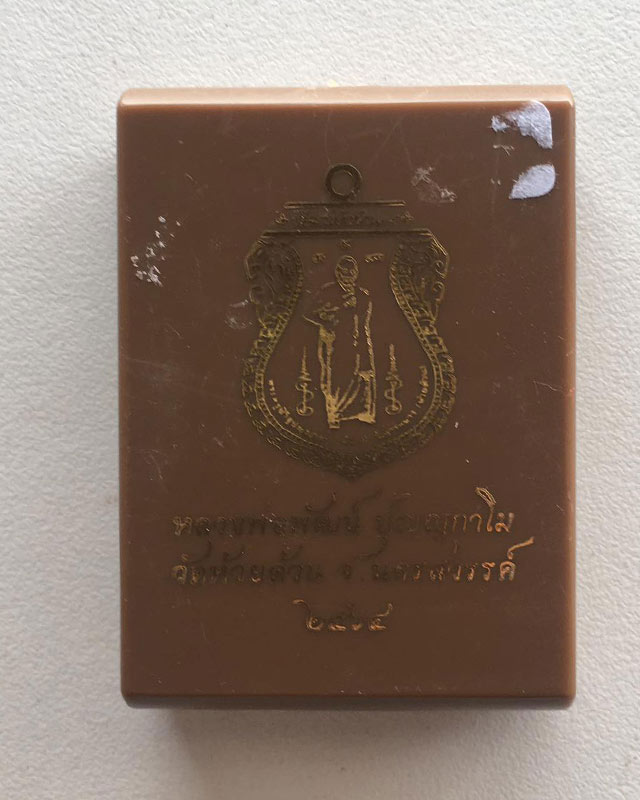 หลวงพ่อพัฒน์ ปุญญกาโม
วัดห้วยด้วน จ.นครสวรรค์
๒๕๖๔